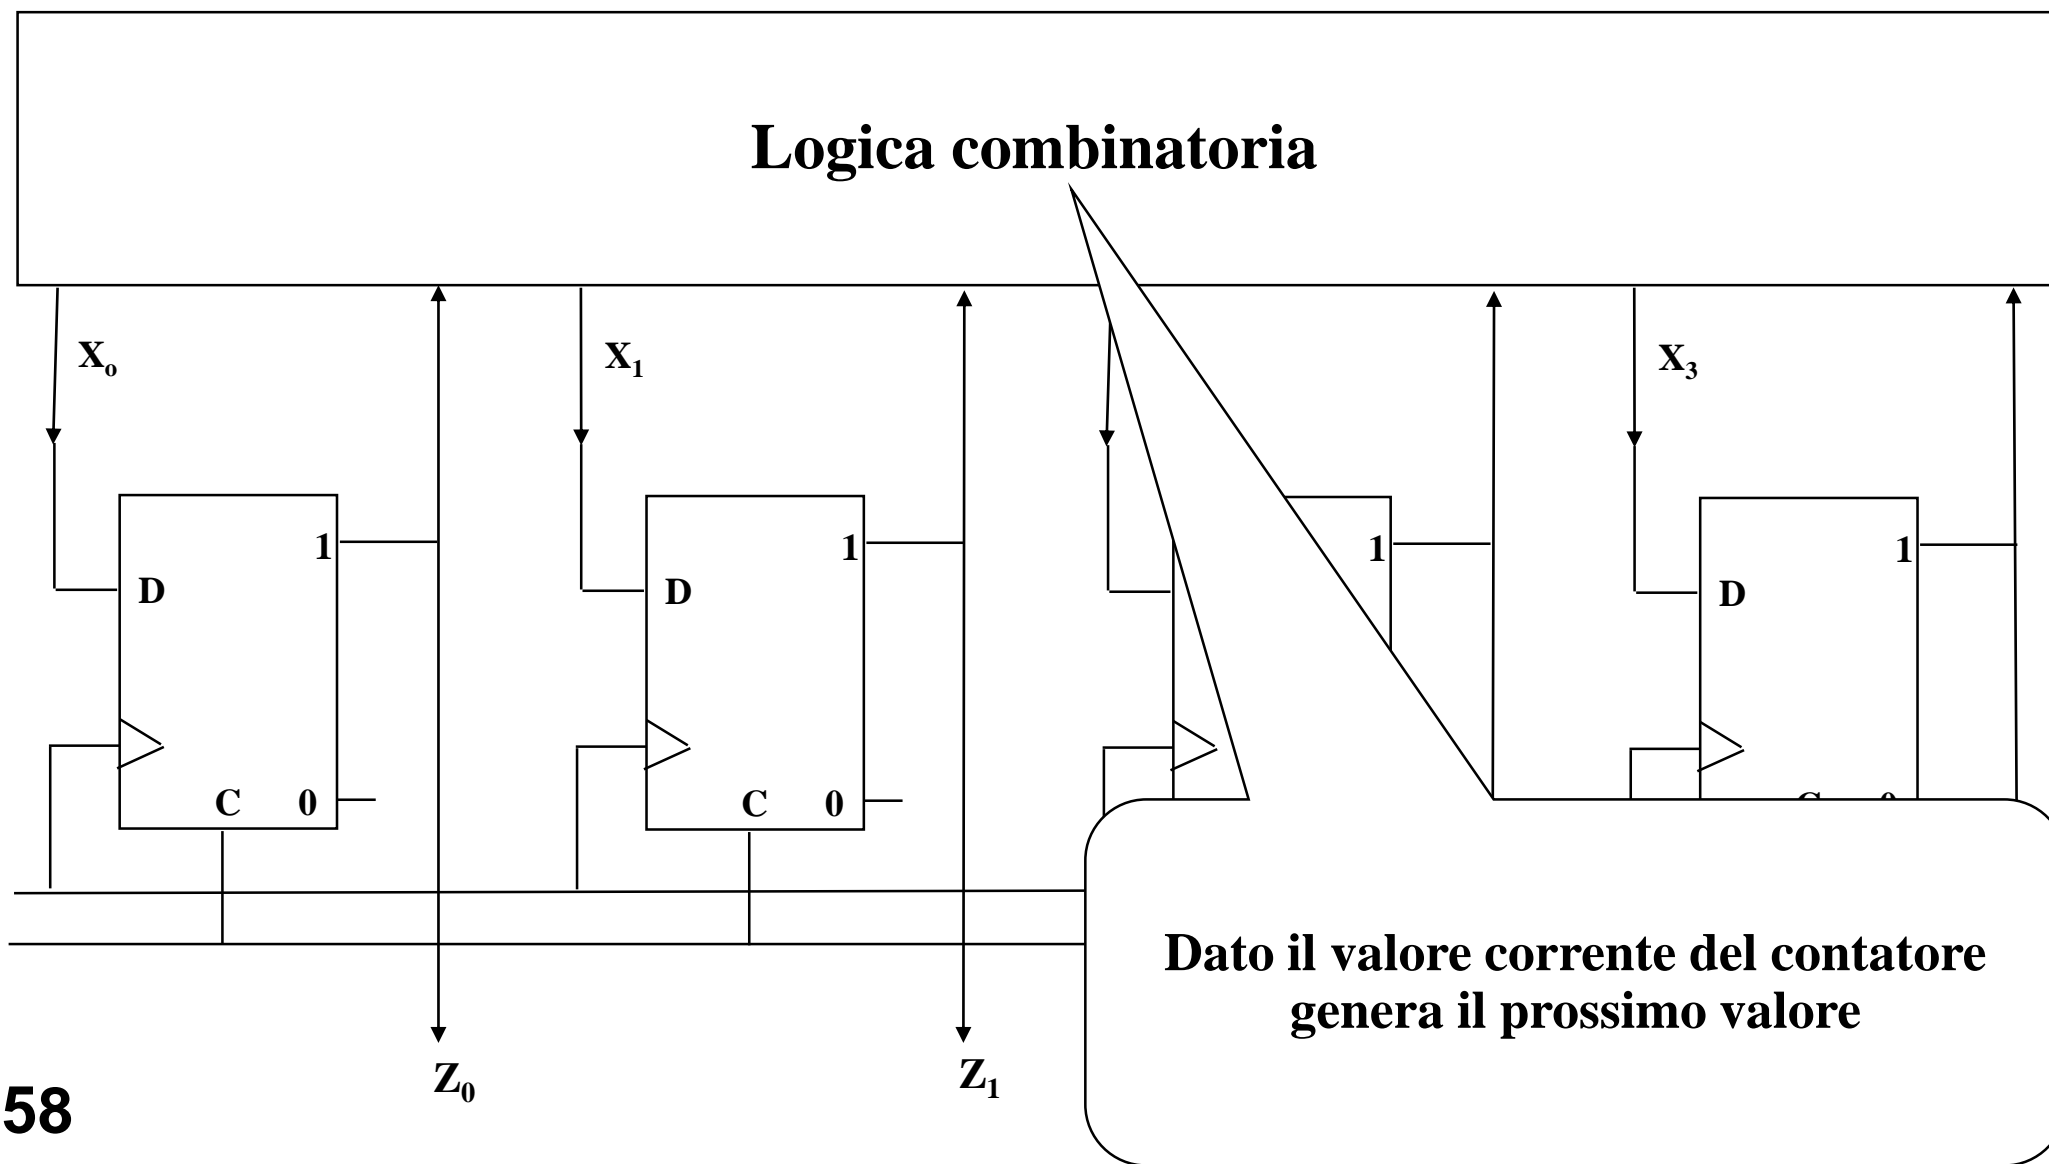 Logica combinatoria
Xo X1 X3
1 1 1 1
D D D
C 0 C 0
Dato il valore corrente del contatore
genera il prossimo valore
Z0 Z1
58